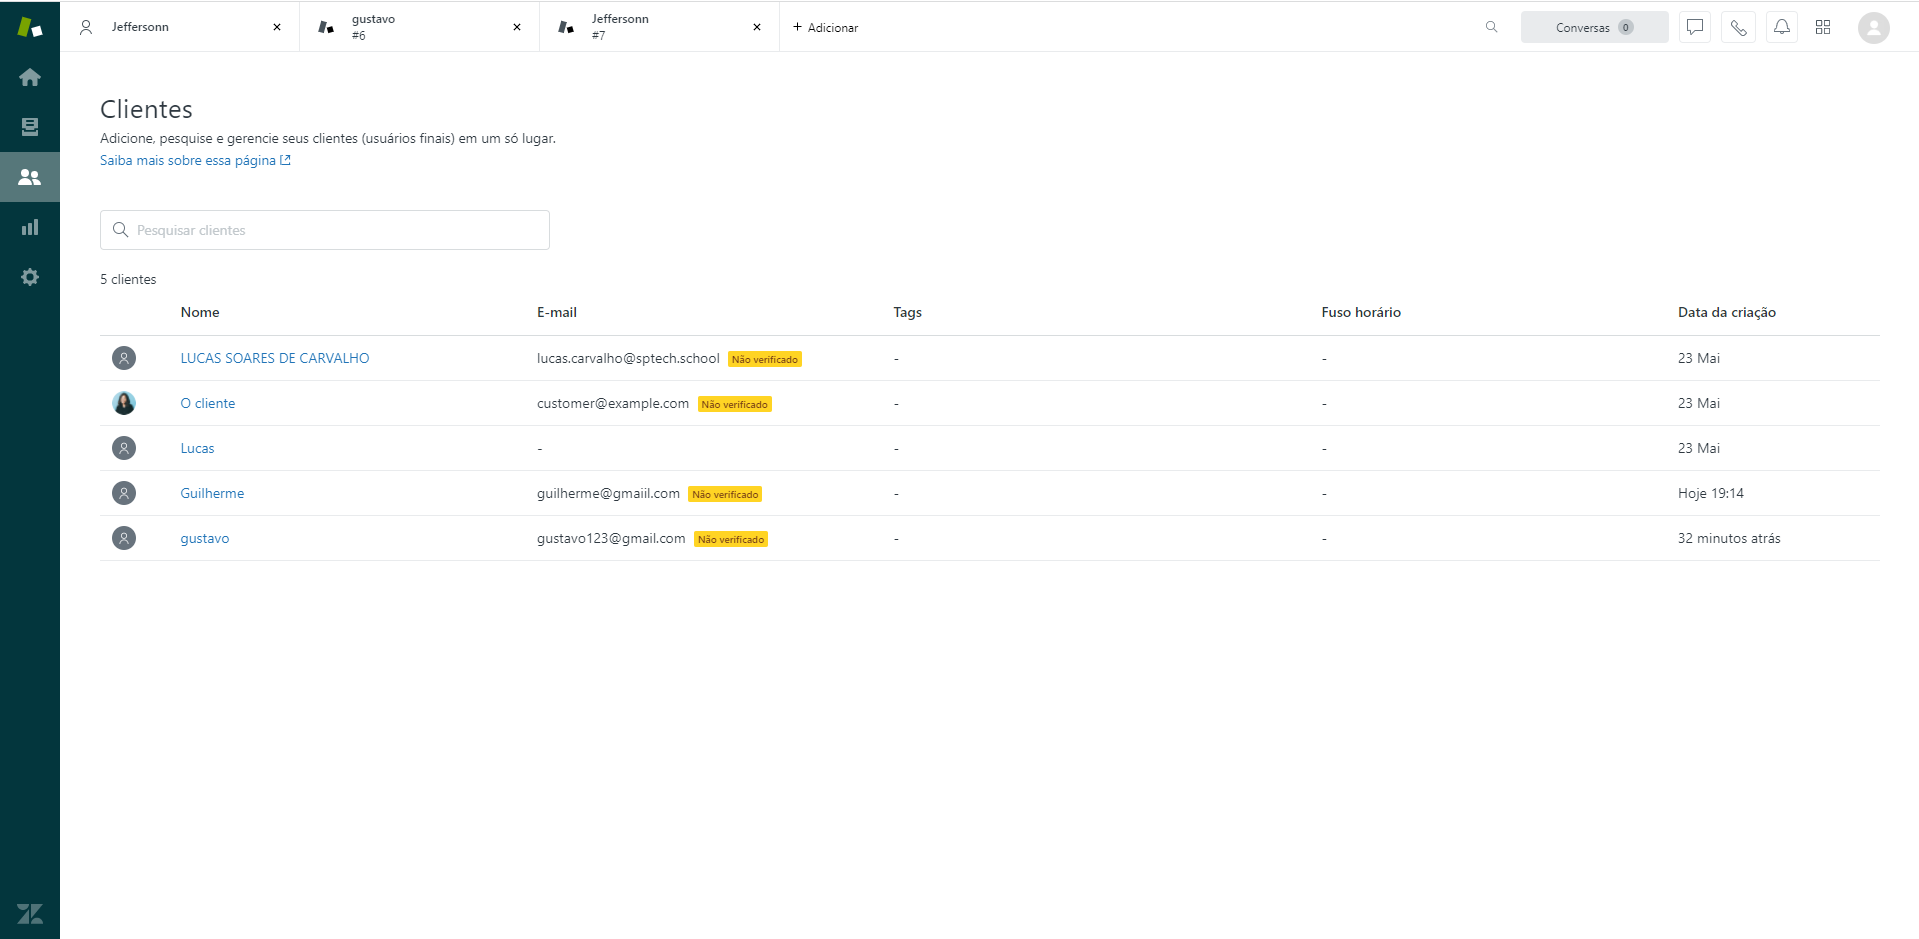 Jeffersonn
gustavo
#6
Jeffersonn
#7
Adicionar
Conversas 0
Clientes
Adicione, pesquise e gerencie seus clientes (usuários finais) em um só lugar.
Saiba mais sobre essa página
Pesquisar clientes
5 clientes
Nome E-mail Tags Fuso horário Data da criação
LUCAS SOARES DE CARVALHO lucas.carvalho@sptech.school Não verificado - - 23 Mai
O cliente customer@example.com Não verificado - - 23 Mai
Lucas - - - 23 Mai
Guilherme guilherme@gmaiil.com Não verificado - - Hoje 19:14
gustavo gustavo123@gmail.com Não verificado - - 32 minutos atrás